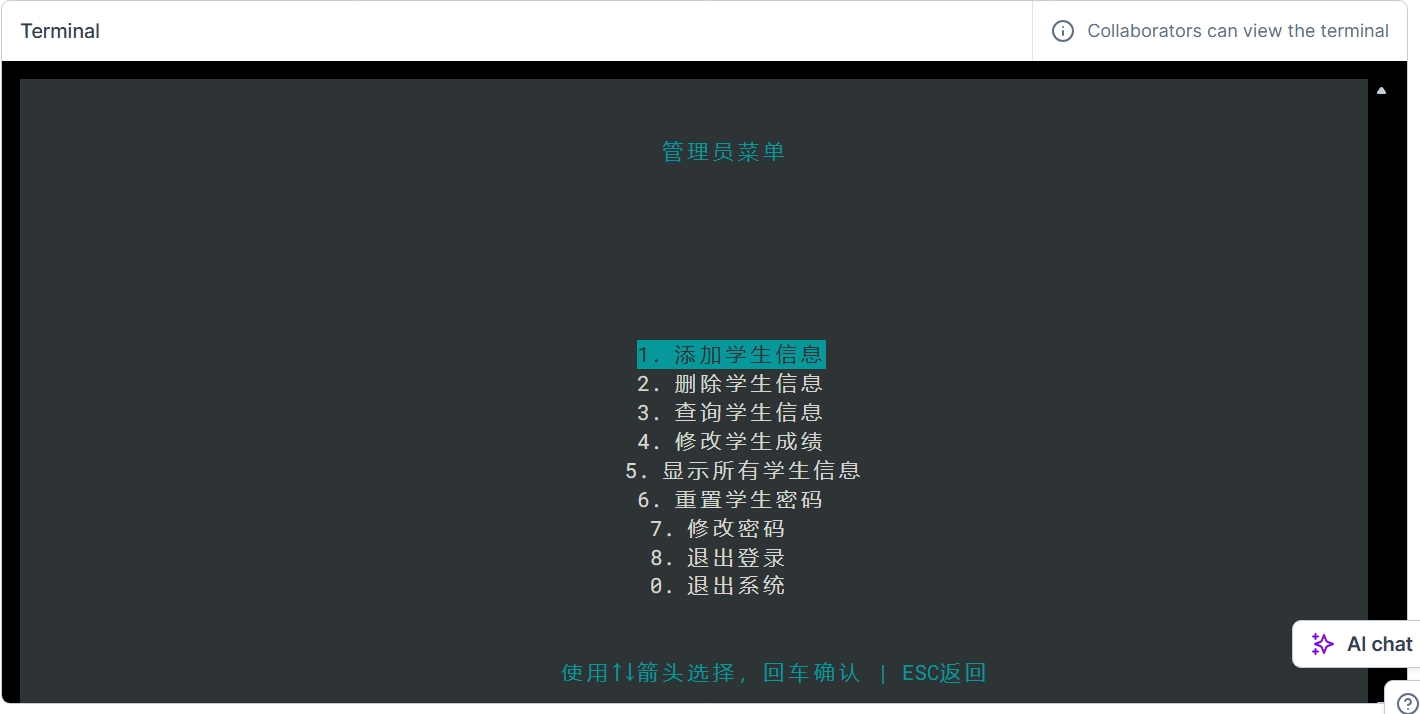 Terminal
Collaborators can view the terminal
管理员菜单
1. 添加学生信息
2. 删除学生信息
3. 查询学生信息
4. 修改学生成绩
5. 显示所有学生信息
6. 重置学生密码
7. 修改密码
8. 退出登录
0. 退出系统
AI chat
使用↑↓箭头选择, 回车确认 | ESC返回